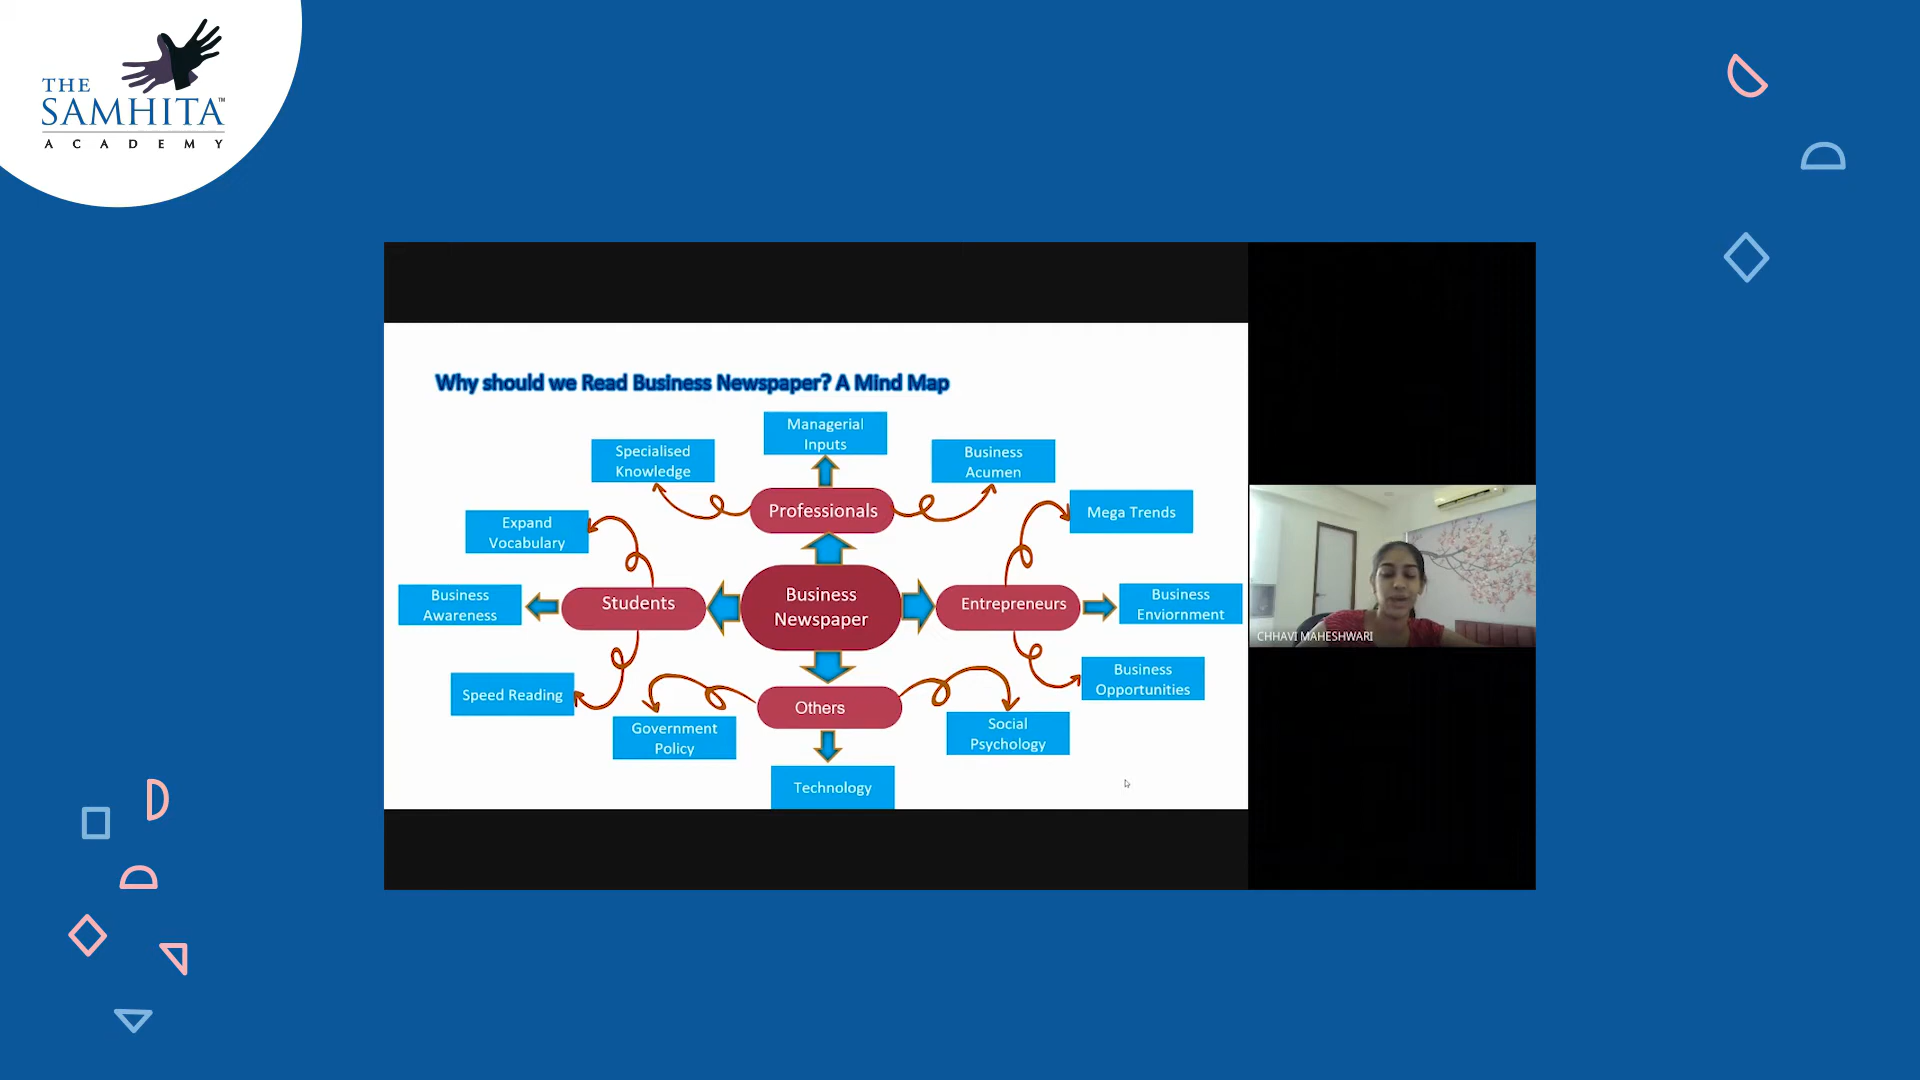 THE
SAMHITA™
ACADEMY
Why should we Read Business Newspaper? A Mind Map
Managerial
Inputs
Specialised
Knowledge
Business
Acumen
Professionals
Mega Trends
Expand
Vocabulary
Business
Awareness
Students
Business
Newspaper
Entrepreneurs
Business
Enviornment
Speed Reading
Business
Opportunities
Others
Government
Policy
Social
Psychology
Technology
CHHAVI MAHESHWARI